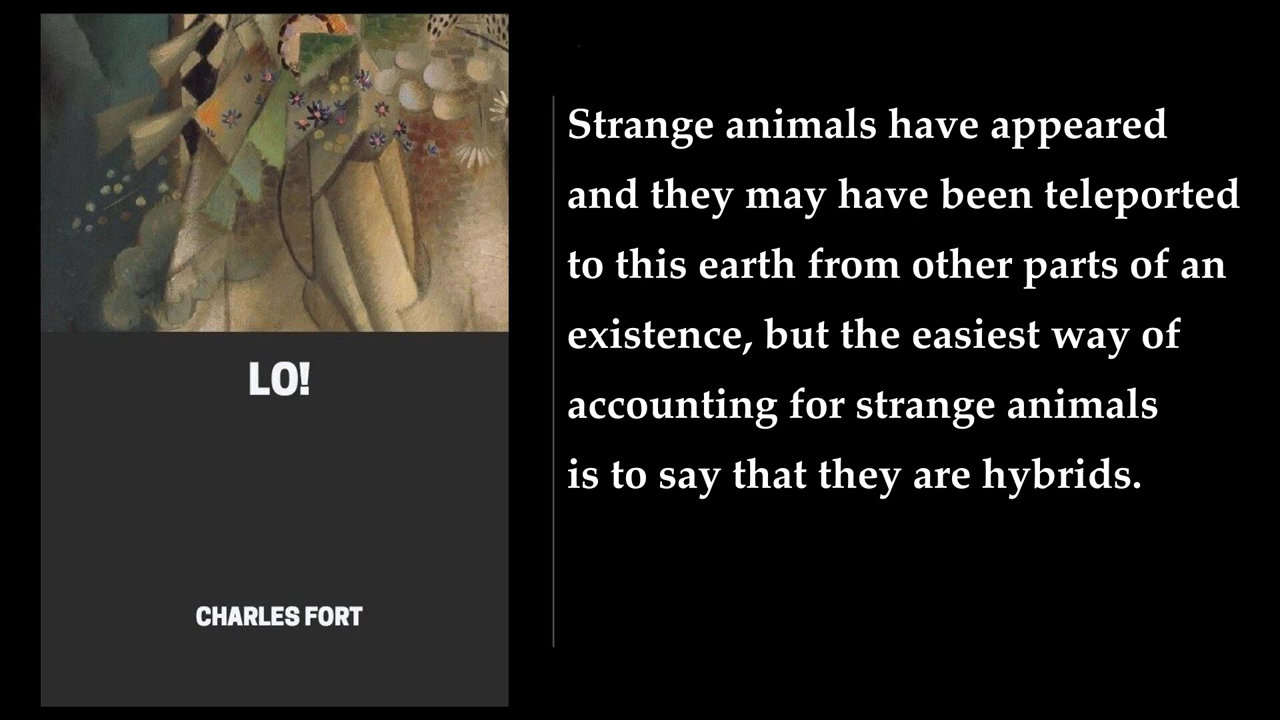 LO!
CHARLES FORT
Strange animals have appeared
and they may have been teleported
to this earth from other parts of an
existence, but the easiest way of
accounting for strange animals
is to say that they are hybrids.